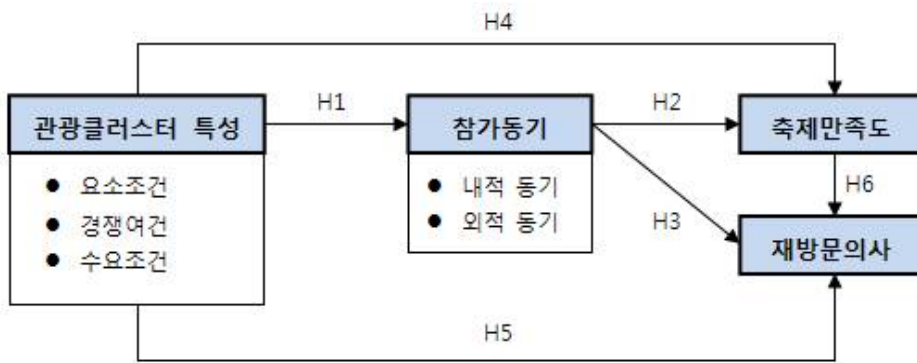 H4
관광클러스터 특성
H1
참가동기
H2
축제만족도
● 요소조건
● 경쟁여건
● 수요조건
● 내적 동기
● 외적 동기
H3
H6
재방문의사
H5